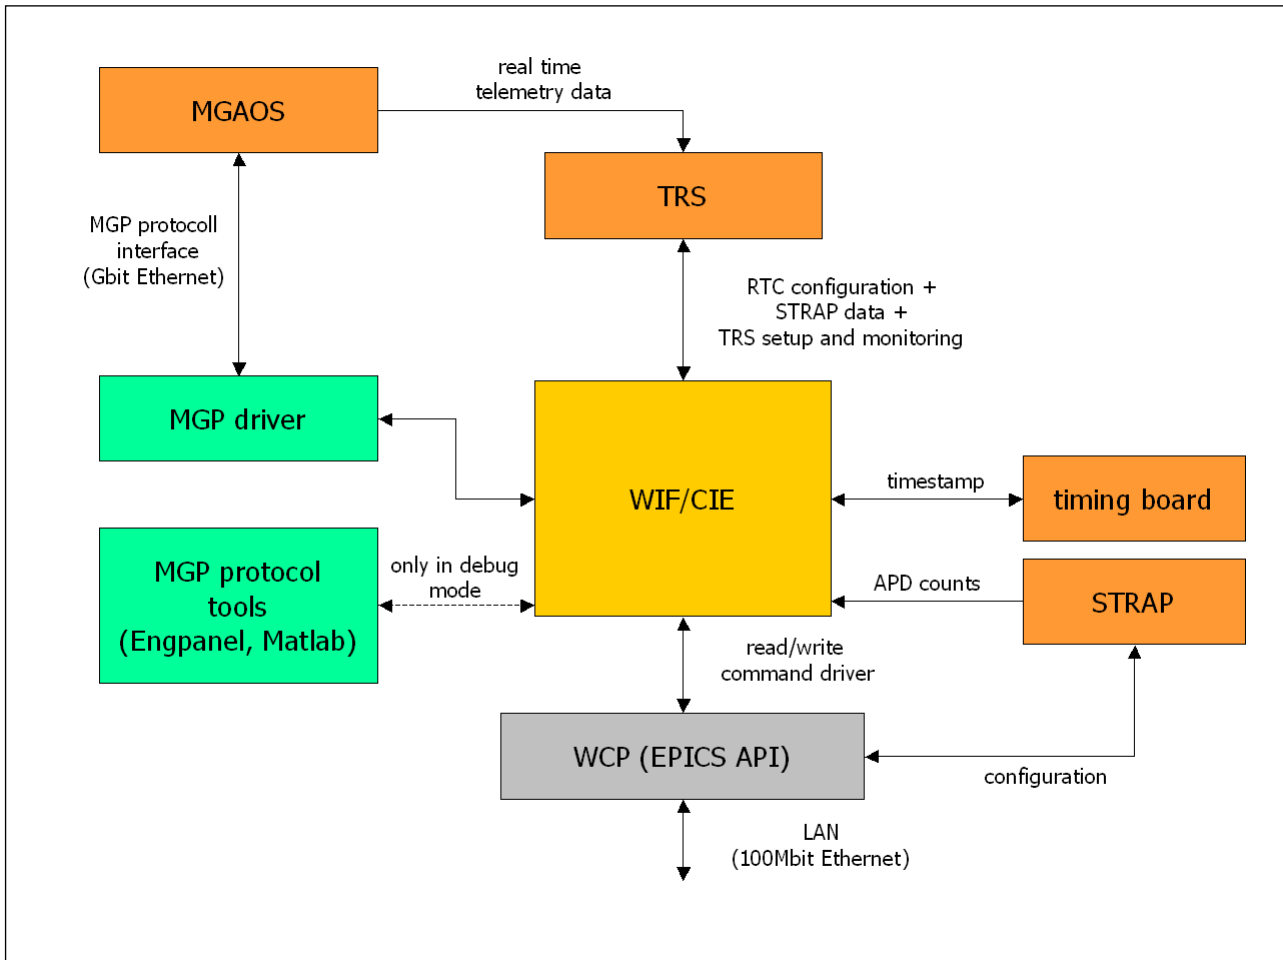 real time
telemetry data
MGAOS
TRS
MGP protocoll
interface
(Gbit Ethernet)
RTC configuration +
STRAP data +
TRS setup and monitoring
MGP driver
WIF/CIE
timestamp
timing board
MGP protocol
tools
(Engpanel, Matlab)
only in debug
mode
APD counts
STRAP
read/write
command driver
WCP (EPICS API)
configuration
LAN
(100Mbit Ethernet)